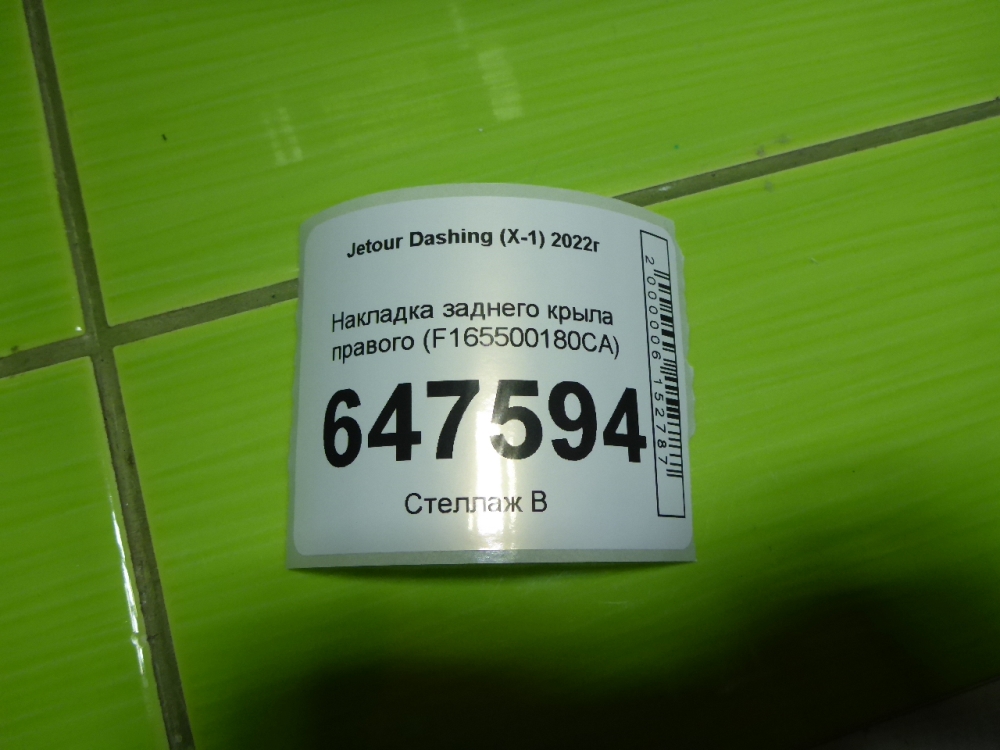 Jetour Dashing (X-1) 2022г
Накладка заднего крыла
правого (F165500180CA)
647594
Стеллаж B
2000006152787